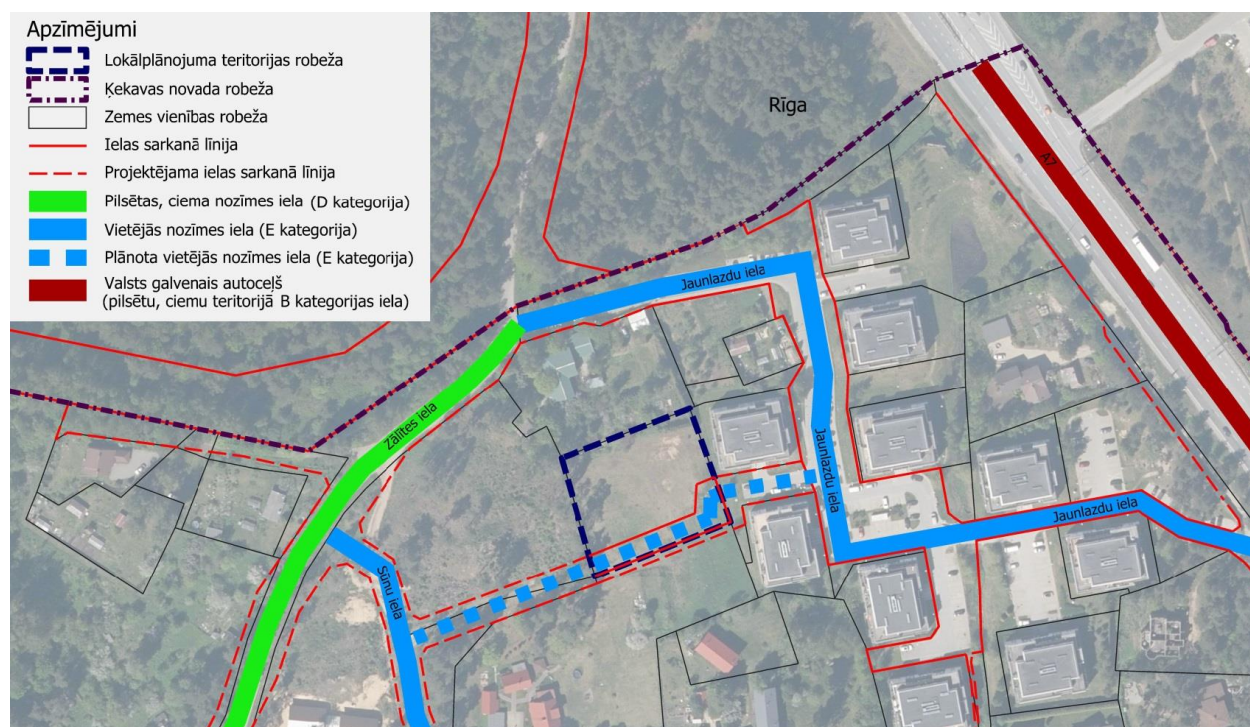 Apzīmējumi
Lokālplānojuma teritorijas robeža
Ķekavas novada robeža
Zemes vienības robeža
Ielas sarkanā līnija
Projektējama ielas sarkanā līnija
Pilsētas, ciema nozīmes iela (D kategorija)
Vietējās nozīmes iela (E kategorija)
Plānota vietējās nozīmes iela (E kategorija)
Valsts galvenais autoceļš
(pilsētu, ciemu teritorijā B kategorijas iela)
Rīga
A7
Jaunlazdu iela
Zālītes iela
Jaunlazdu iela
Jaunlazdu iela
Sūnu iela